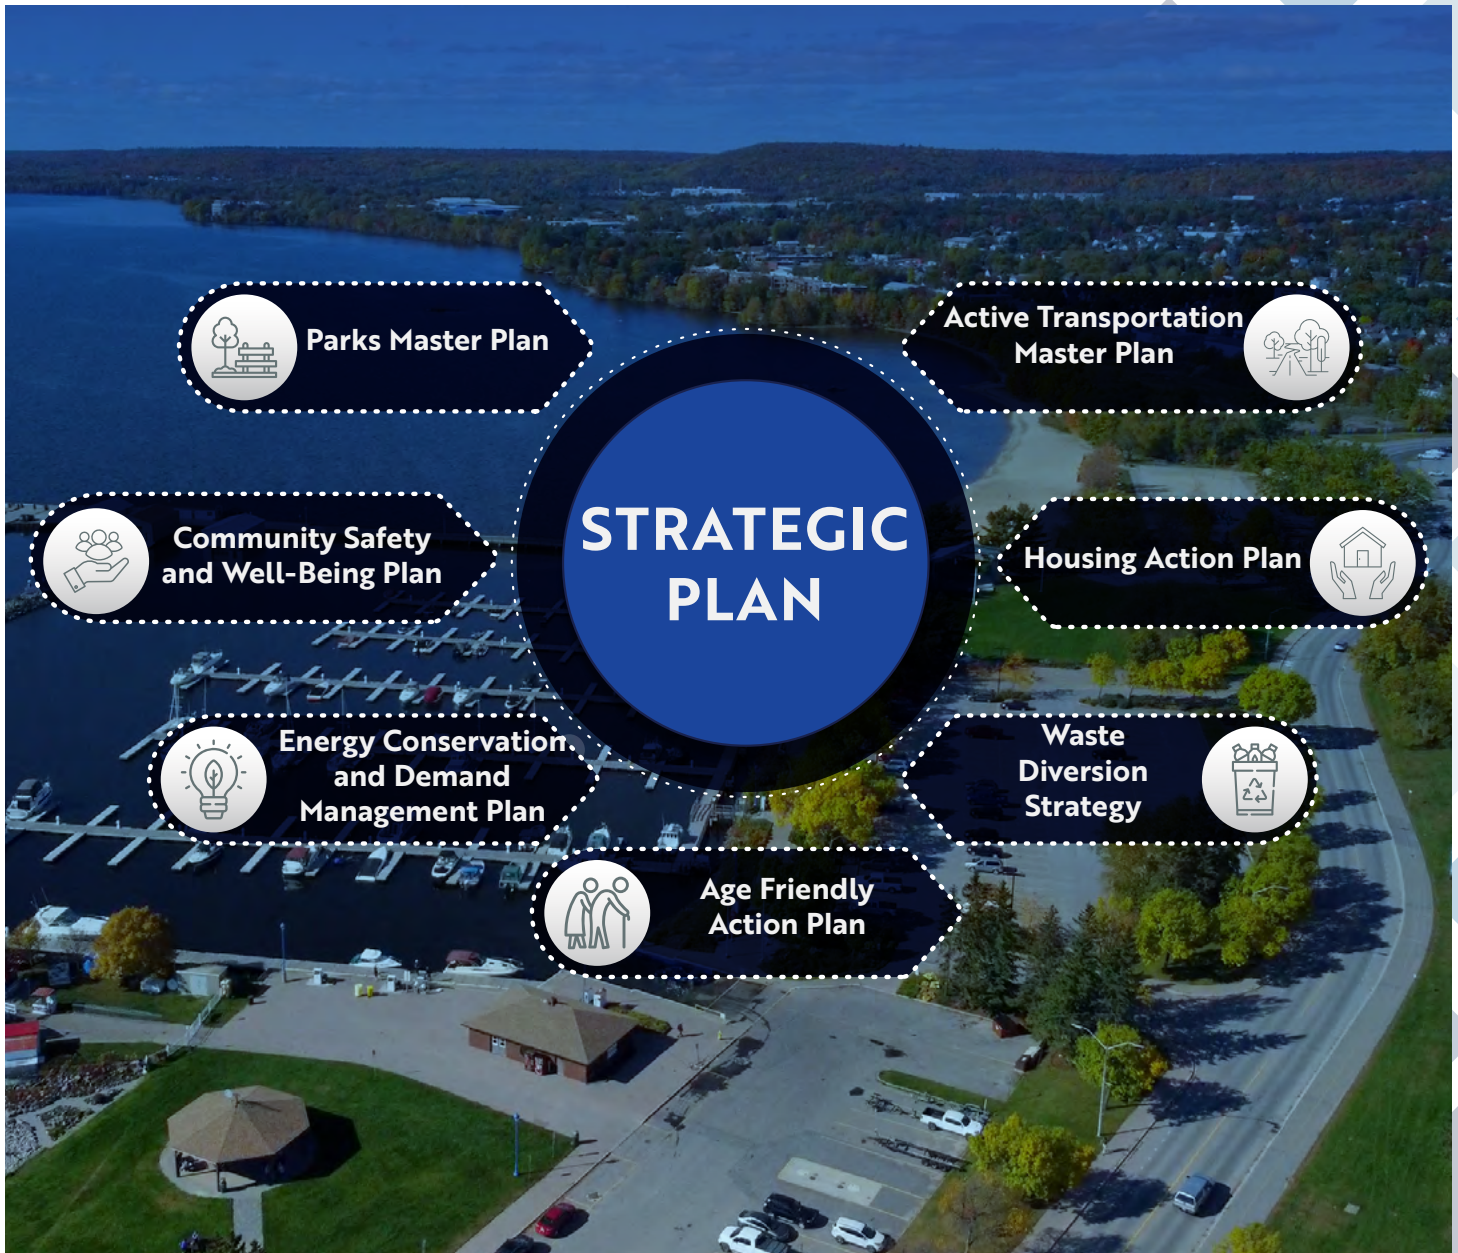 Parks Master Plan
Active Transportation
Master Plan
STRATEGIC
PLAN
Community Safety
and Well-Being Plan
Housing Action Plan
Energy Conservation
and Demand
Management Plan
Waste
Diversion
Strategy
Age Friendly
Action Plan